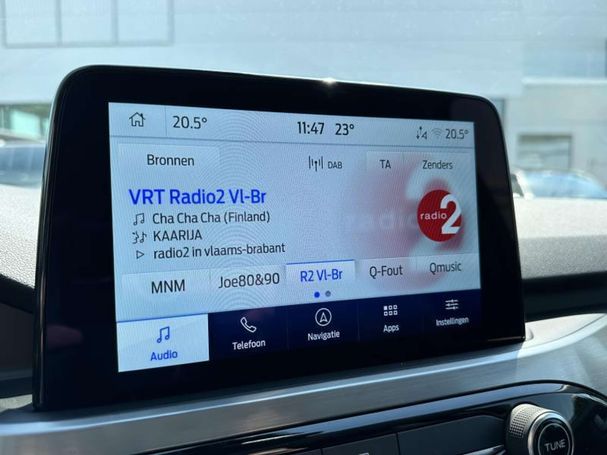 20.5° 11:47 23° 4 20.5°
Bronnen DAB TA Zenders
VRT Radio2 Vl-Br
Cha Cha Cha (Finland)
KAARIJA
radio2 in vlaams-brabant
radio 2
radio
MNM Joe80&90 R2 Vl-Br Q-Fout Qmusic
Audio Telefoon Navigatie Apps Instellingen
TUNE